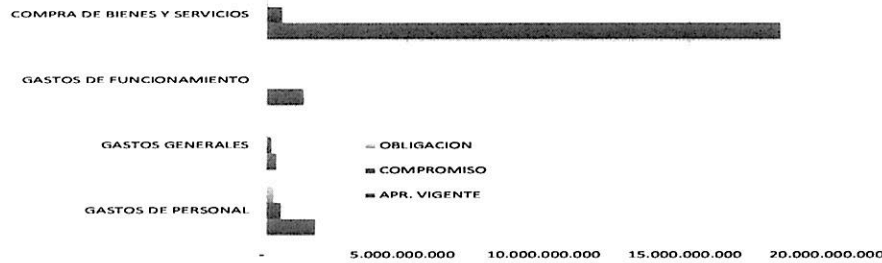 COMPRA DE BIENES Y SERVICIOS
GASTOS DE FUNCIONAMIENTO
GASTOS GENERALES
GASTOS DE PERSONAL
OBLIGACION
COMPROMISO
APR. VIGENTE
- 5.000.000.000 10.000.000.000 15.000.000.000 20.000.000.000